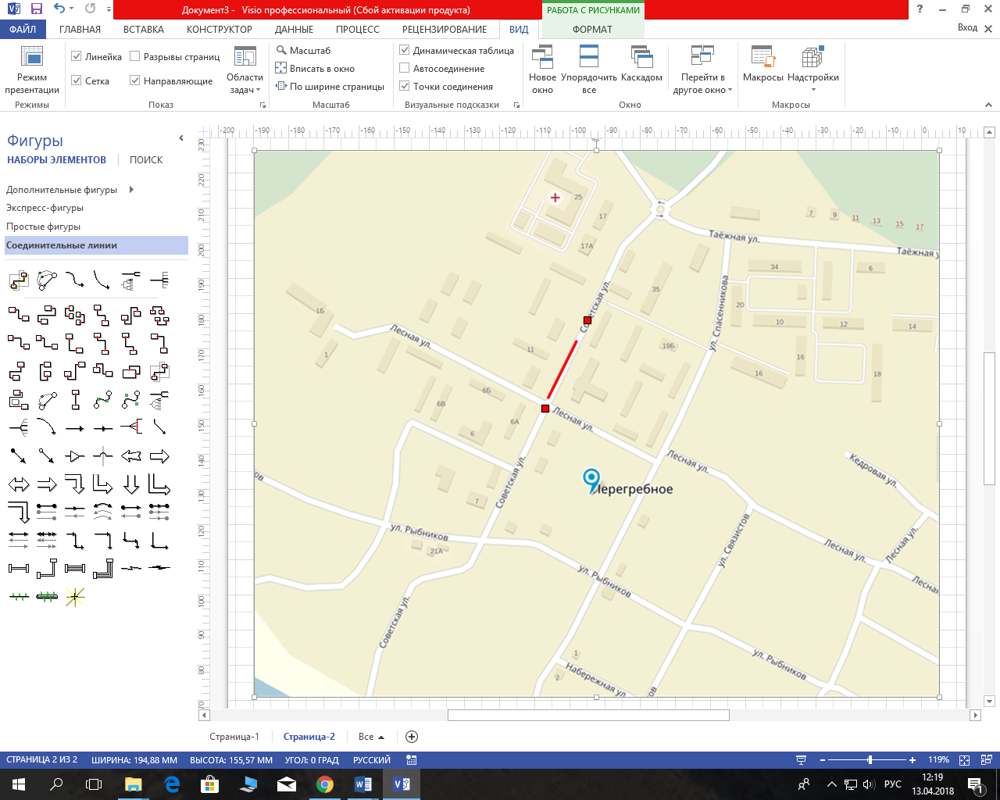 Документ3 - Visio профессиональный (Сбой активации продукта)
РАБОТА С РИСУНКАМИ
?
ФАЙЛ ГЛАВНАЯ ВСТАВКА КОНСТРУКТОР ДАННЫЕ ПРОЦЕСС РЕЦЕНЗИРОВАНИЕ ВИД ФОРМАТ Вход
Режим презентации
Линейка Разрывы страниц
Сетка Направляющие
Области задач
Масштаб
Вписать в окно
По ширине страницы
Динамическая таблица
Автосоединение
Точки соединения
Новое окно
Упорядочить все
Каскадом
Перейти в другое окно
Макросы
Надстройки
Режимы Показ Масштаб Визуальные подсказки Окно Макросы
Фигуры
НАБОРЫ ЭЛЕМЕНТОВ ПОИСК
Дополнительные фигуры
Экспресс-фигуры
Простые фигуры
Соединительные линии
-200 -190 -180 -170 -160 -150 -140 -130 -120 -110 -100 -90 -80 -70 -60 -50 -40 -30 -20 -10 0 10
230
220
210
200
190
180
170
160
150
140
130
120
110
100
90
80
70
25
17
17А
7
9
11
13
15
17
Таёжная ул.
Таёжная у
34
6
35
Советская ул.
ул. Спасенникова
20
10
12
14
1Б
Лесная ул.
1
11
19Б
16
16
18
6Б
6В
6А
6
Лесная ул.
Лесная ул.
Кедровая ул.
ов
Советская ул.
7
Перегребное
ул. Рыбников
21А
ул. Связистов
Лесная ул.
Лесная ул.
Лесная
ул. Рыбников
Советская ул.
1
2
Набережная ул.
ов
ул. Рыбников
Страница-1 Страница-2 Все
СТРАНИЦА 2 ИЗ 2 ШИРИНА: 194,88 ММ ВЫСОТА: 155,57 ММ УГОЛ: 0 ГРАД РУССКИЙ 119%
РУС
12:19
13.04.2018
1